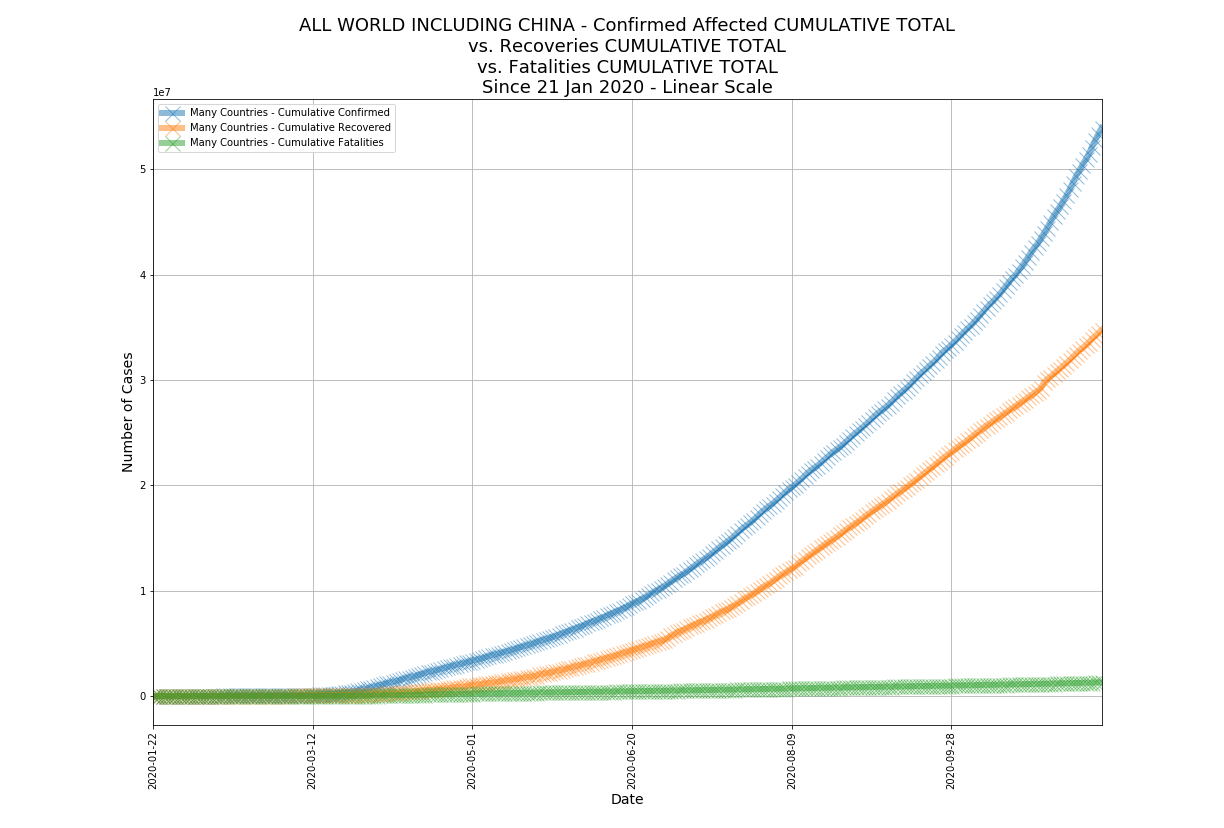 ALL WORLD INCLUDING CHINA - Confirmed Affected CUMULATIVE TOTAL
vs. Recoveries CUMULATIVE TOTAL
vs. Fatalities CUMULATIVE TOTAL
Since 21 Jan 2020 - Linear Scale
1e7
Many Countries - Cumulative Confirmed
Many Countries - Cumulative Recovered
Many Countries - Cumulative Fatalities
5
4
3
2
1
0
Number of Cases
2020-01-22
2020-03-12
2020-05-01
2020-06-20
2020-08-09
2020-09-28
Date